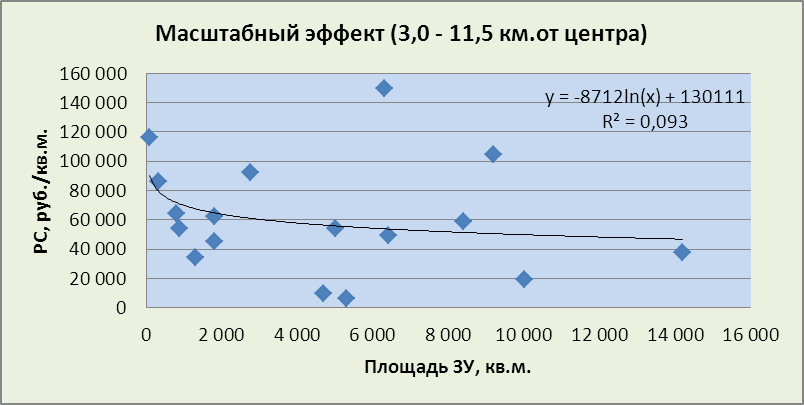 Масштабный эффект (3,0 - 11,5 км.от центра)
РС, руб./кв.м.
160 000
140 000
120 000
100 000
80 000
60 000
40 000
20 000
0
y = -8712ln(x) + 130111
R² = 0,093
0 2 000 4 000 6 000 8 000 10 000 12 000 14 000 16 000
Площадь ЗУ, кв.м.